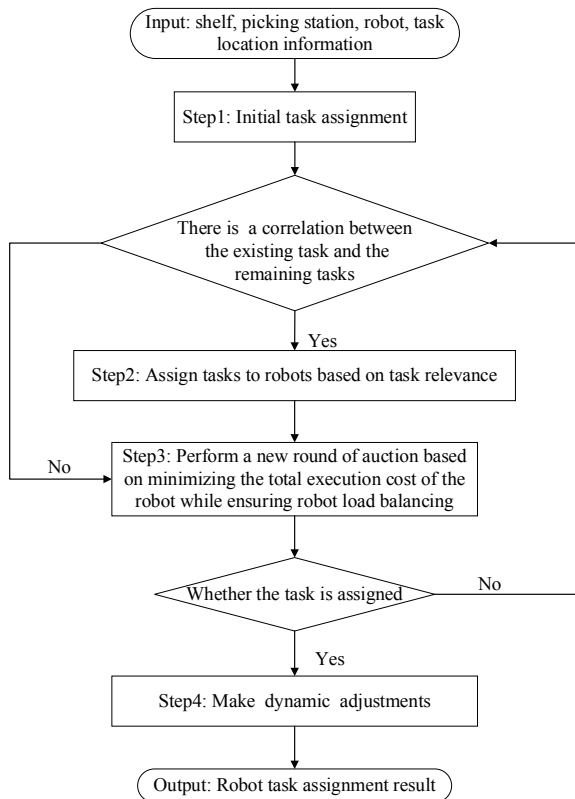 Input: shelf, picking station, robot, task
location information
Step1: Initial task assignment
There is a correlation between
the existing task and the
remaining tasks
Yes
Step2: Assign tasks to robots based on task relevance
No
Step3: Perform a new round of auction based
on minimizing the total execution cost of the
robot while ensuring robot load balancing
Whether the task is assigned
No
Yes
Step4: Make dynamic adjustments
Output: Robot task assignment result